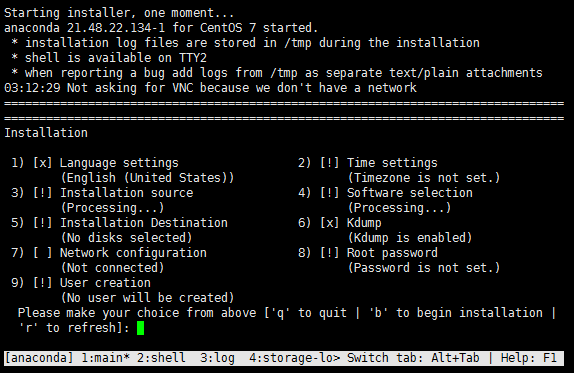 Starting installer, one moment...
anaconda 21.48.22.134-1 for CentOS 7 started.
 * installation log files are stored in /tmp during the installation
 * shell is available on TTY2
 * when reporting a bug add logs from /tmp as separate text/plain attachments
03:12:29 Not asking for VNC because we don't have a network
================================================================================
================================================================================
Installation
 1) [x] Language settings                 2) [!] Time settings
        (English (United States))                (Timezone is not set.)
 3) [!] Installation source               4) [!] Software selection
        (Processing...)                          (Processing...)
 5) [!] Installation Destination          6) [x] Kdump
        (No disks selected)                      (Kdump is enabled)
 7) [ ] Network configuration             8) [!] Root password
        (Not connected)                          (Password is not set.)
 9) [!] User creation
        (No user will be created)
  Please make your choice from above ['q' to quit | 'b' to begin installation |
  'r' to refresh]:
[anaconda] 1:main* 2:shell  3:log  4:storage-lo> Switch tab: Alt+Tab | Help: F1